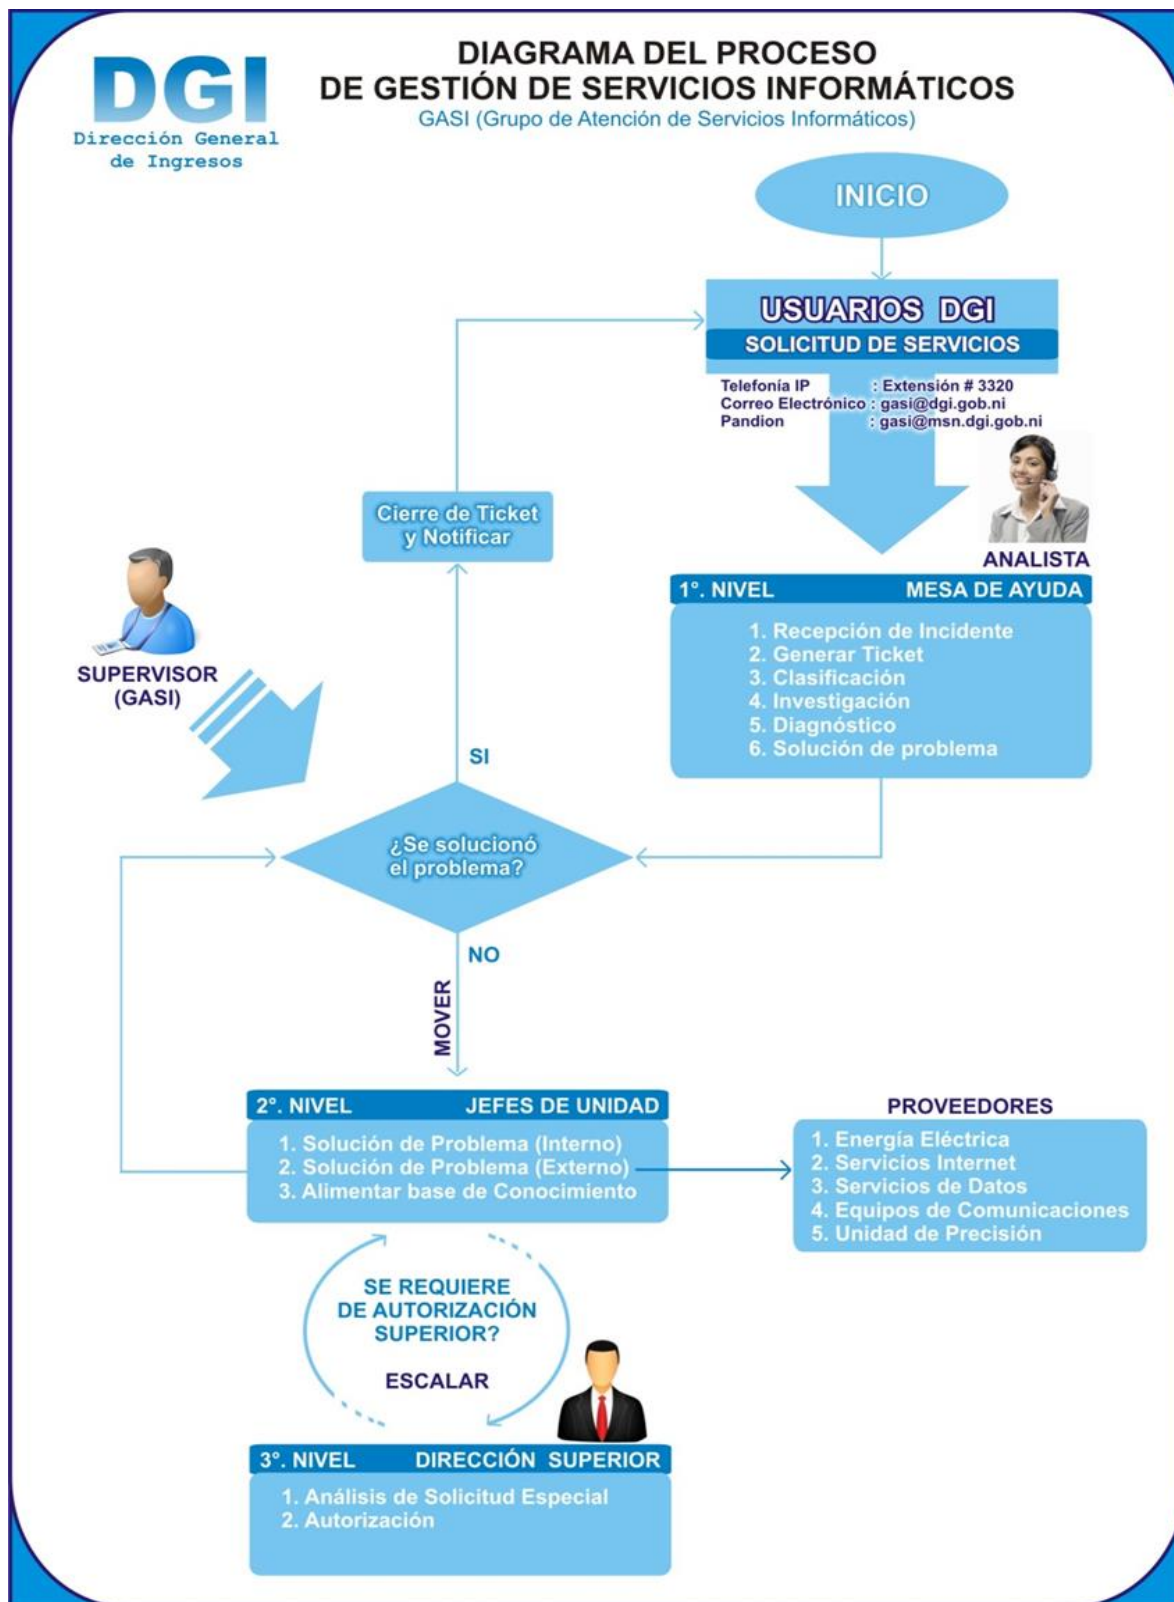 DGI
Dirección General
de Ingresos
DIAGRAMA DEL PROCESO
DE GESTIÓN DE SERVICIOS INFORMÁTICOS
GASI (Grupo de Atención de Servicios Informáticos)
INICIO
USUARIOS DGI
SOLICITUD DE SERVICIOS
Telefonía IP : Extensión # 3320
Correo Electrónico : gasi@dgi.gob.ni
Pandion : gasi@msn.dgi.gob.ni
ANALISTA
Cierre de Ticket
y Notificar
1°. NIVEL MESA DE AYUDA
1. Recepción de Incidente
2. Generar Ticket
3. Clasificación
4. Investigación
5. Diagnóstico
6. Solución de problema
SUPERVISOR
(GASI)
SI
¿Se solucionó
el problema?
NO
MOVER
2°. NIVEL JEFES DE UNIDAD
1. Solución de Problema (Interno)
2. Solución de Problema (Externo)
3. Alimentar base de Conocimiento
PROVEEDORES
1. Energía Eléctrica
2. Servicios Internet
3. Servicios de Datos
4. Equipos de Comunicaciones
5. Unidad de Precisión
SE REQUIERE
DE AUTORIZACIÓN
SUPERIOR?
ESCALAR
3°. NIVEL DIRECCIÓN SUPERIOR
1. Análisis de Solicitud Especial
2. Autorización